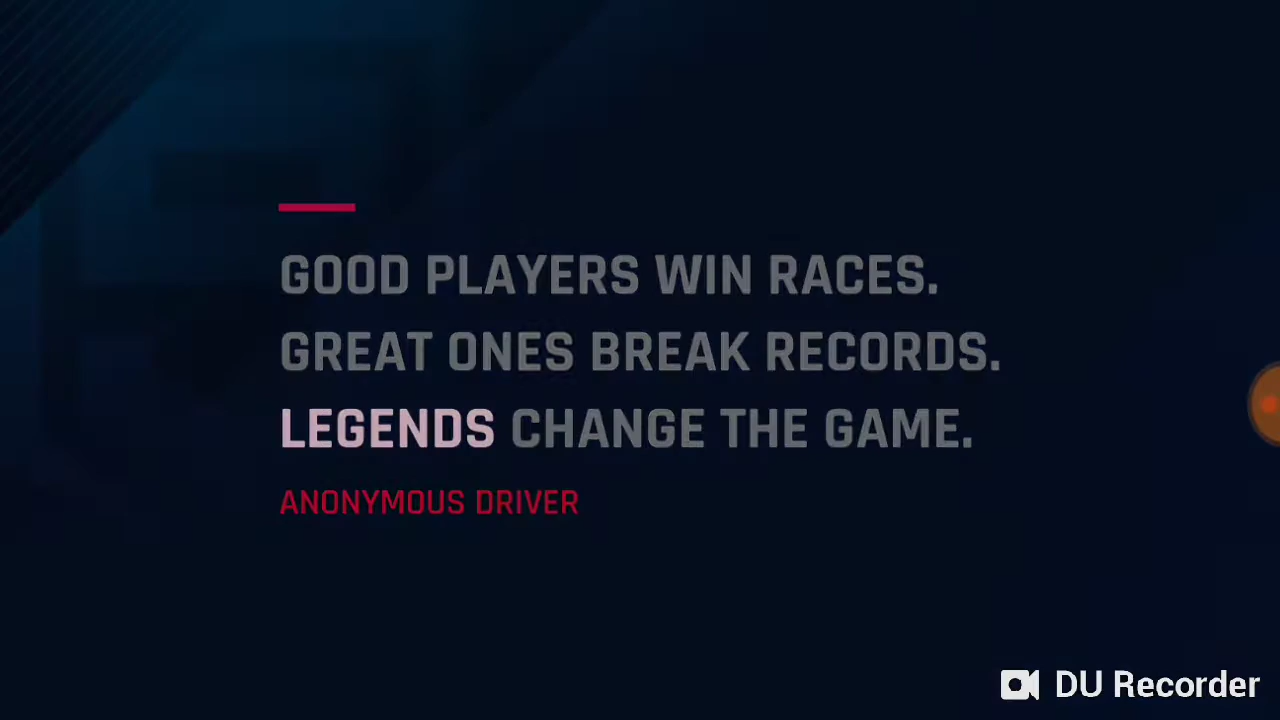 GOOD PLAYERS WIN RACES.
GREAT ONES BREAK RECORDS.
LEGENDS CHANGE THE GAME.
ANONYMOUS DRIVER
DU Recorder